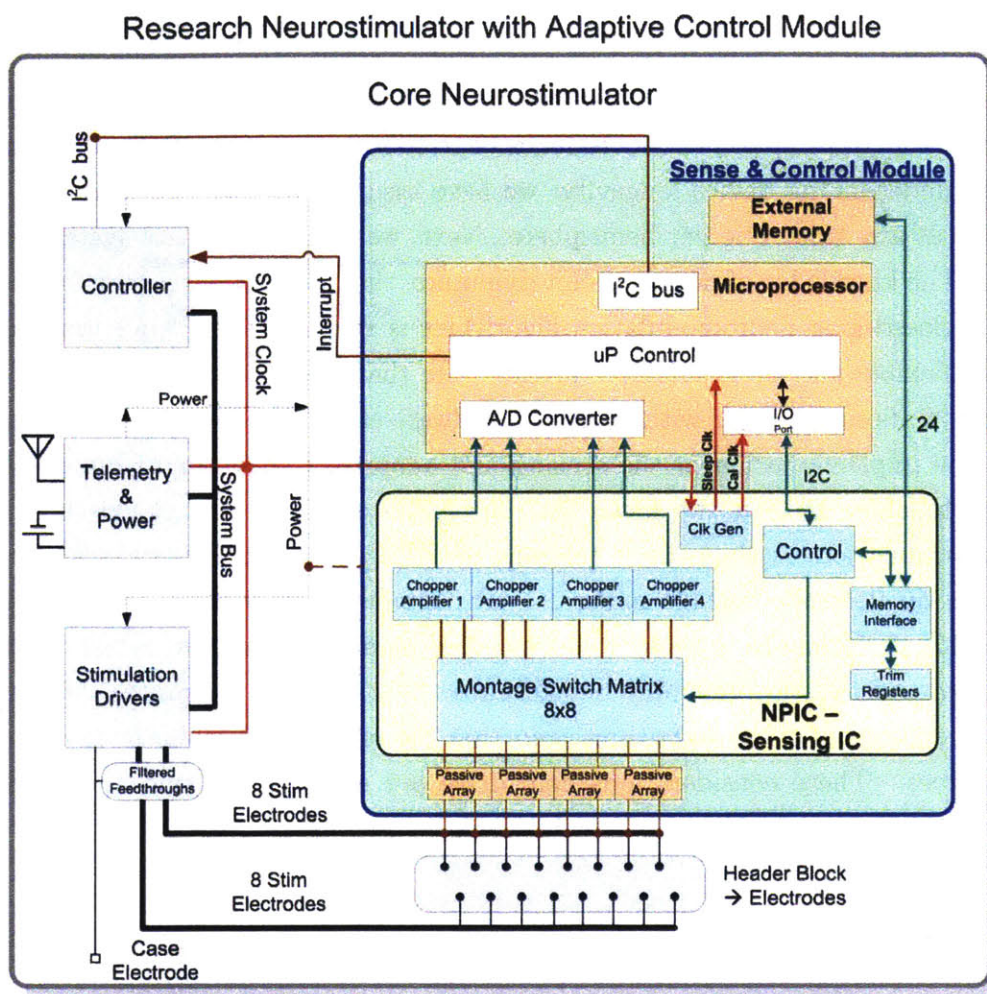 Research Neurostimulator with Adaptive Control Module
Core Neurostimulator
I²C bus
Sense & Control Module
External
Memory
Controller
System Clock
Interrupt
I²C bus
Microprocessor
uP Control
Power
A/D Converter
I/O
Port
24
Telemetry
&
Power
System Bus
Power
Sleep Clk
Cal Clk
I2C
Clk Gen
Control
Chopper
Amplifier 1
Chopper
Amplifier 2
Chopper
Amplifier 3
Chopper
Amplifier 4
Memory
Interface
Stimulation
Drivers
Montage Switch Matrix
8x8
Trim
Registers
NPIC –
Sensing IC
Filtered
Feedthroughs
Passive
Array
Passive
Array
Passive
Array
Passive
Array
8 Stim
Electrodes
8 Stim
Electrodes
Header Block
→ Electrodes
Case
Electrode